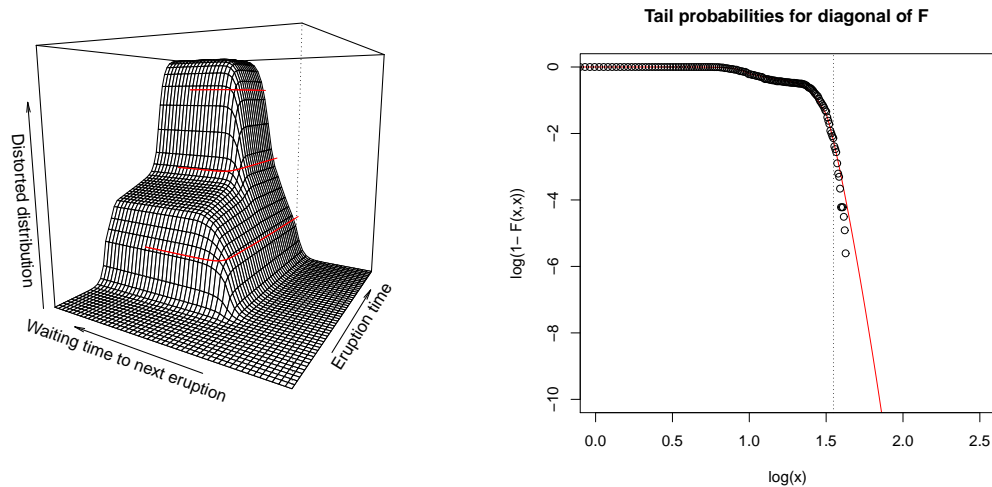 Distorted distribution
Waiting time to next eruption
Eruption time
Tail probabilities for diagonal of F
log(1− F(x,x))
0
−2
−4
−6
−8
−10
0.0 0.5 1.0 1.5 2.0 2.5
log(x)